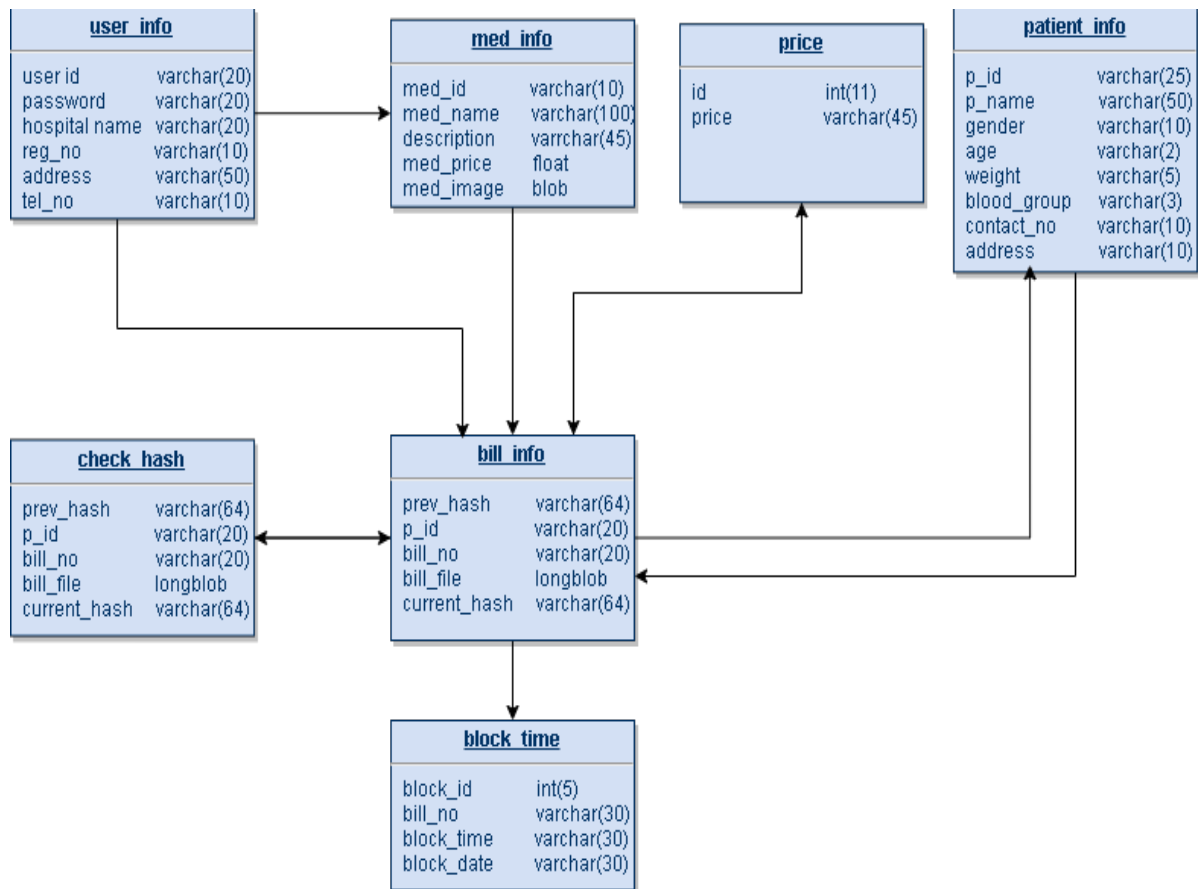 user_info
user id varchar(20)
password varchar(20)
hospital name varchar(20)
reg_no varchar(10)
address varchar(50)
tel_no varchar(10)
med_info
med_id varchar(10)
med_name varchar(100)
description varrchar(45)
med_price float
med_image blob
price
id int(11)
price varchar(45)
patient_info
p_id varchar(25)
p_name varchar(50)
gender varchar(10)
age varchar(2)
weight varchar(5)
blood_group varchar(3)
contact_no varchar(10)
address varchar(10)
check_hash
prev_hash varchar(64)
p_id varchar(20)
bill_no varchar(20)
bill_file longblob
current_hash varchar(64)
bill_info
prev_hash varchar(64)
p_id varchar(20)
bill_no varchar(20)
bill_file longblob
current_hash varchar(64)
block_time
block_id int(5)
bill_no varchar(30)
block_time varchar(30)
block_date varchar(30)